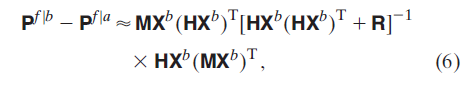 P^{f|b} − P^{f|a} ≈ MX^b(HX^b)^T[HX^b(HX^b)^T + R]^{−1}
× HX^b(MX^b)^T, (6)